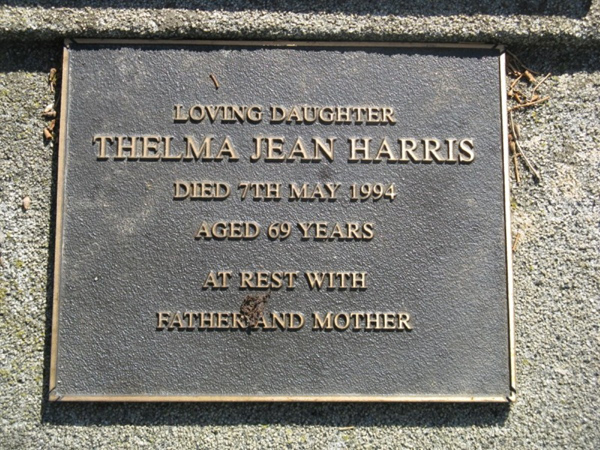 LOVING DAUGHTER
THELMA JEAN HARRIS
DIED 7TH MAY 1994
AGED 69 YEARS
AT REST WITH
FATHER AND MOTHER